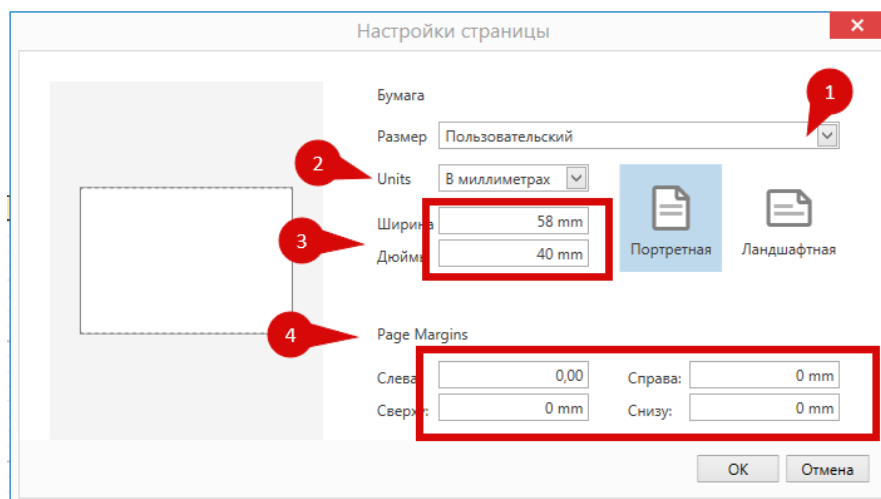 Настройки страницы
Бумага
1
Размер Пользовательский
2
Units В миллиметрах
Ширина 58 mm
3
Дюймы 40 mm
Портретная Ландшафтная
4
Page Margins
Слева 0,00 Справа: 0 mm
Сверху: 0 mm Снизу: 0 mm
OK Отмена